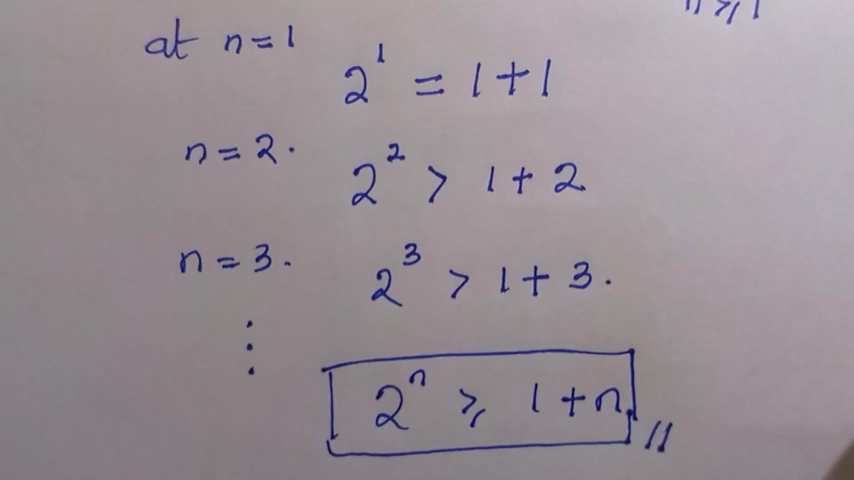 n ⩾ 1
at n = 1
2¹ = 1 + 1
n = 2. 2² > 1 + 2
n = 3. 2³ > 1 + 3.
⋮
2ⁿ ⩾ 1 + n //